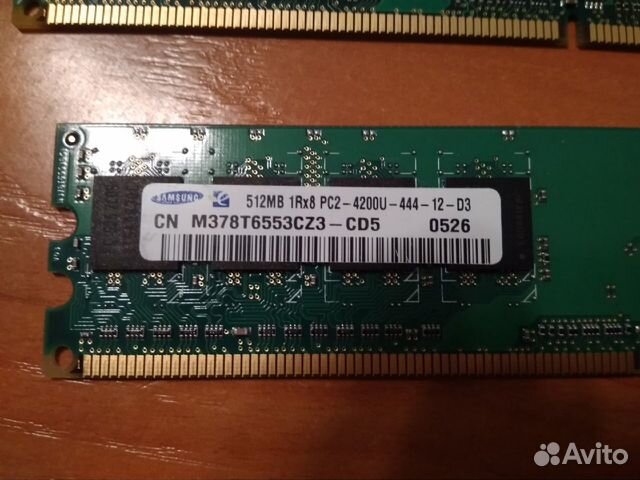 SAMSUNG 512MB 1Rx8 PC2-4200U-444-12-D3
CN M378T6553CZ3-CD5 0526
Avito